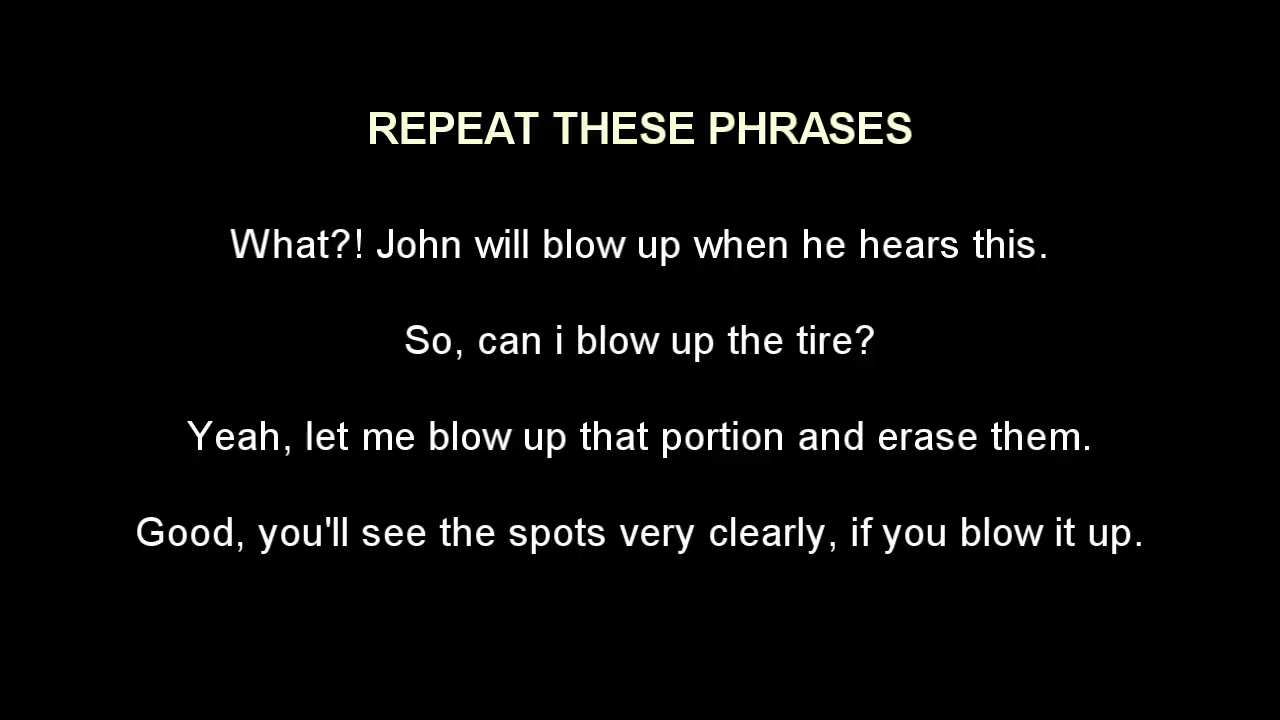 REPEAT THESE PHRASES
What?! John will blow up when he hears this.
So, can i blow up the tire?
Yeah, let me blow up that portion and erase them.
Good, you'll see the spots very clearly, if you blow it up.